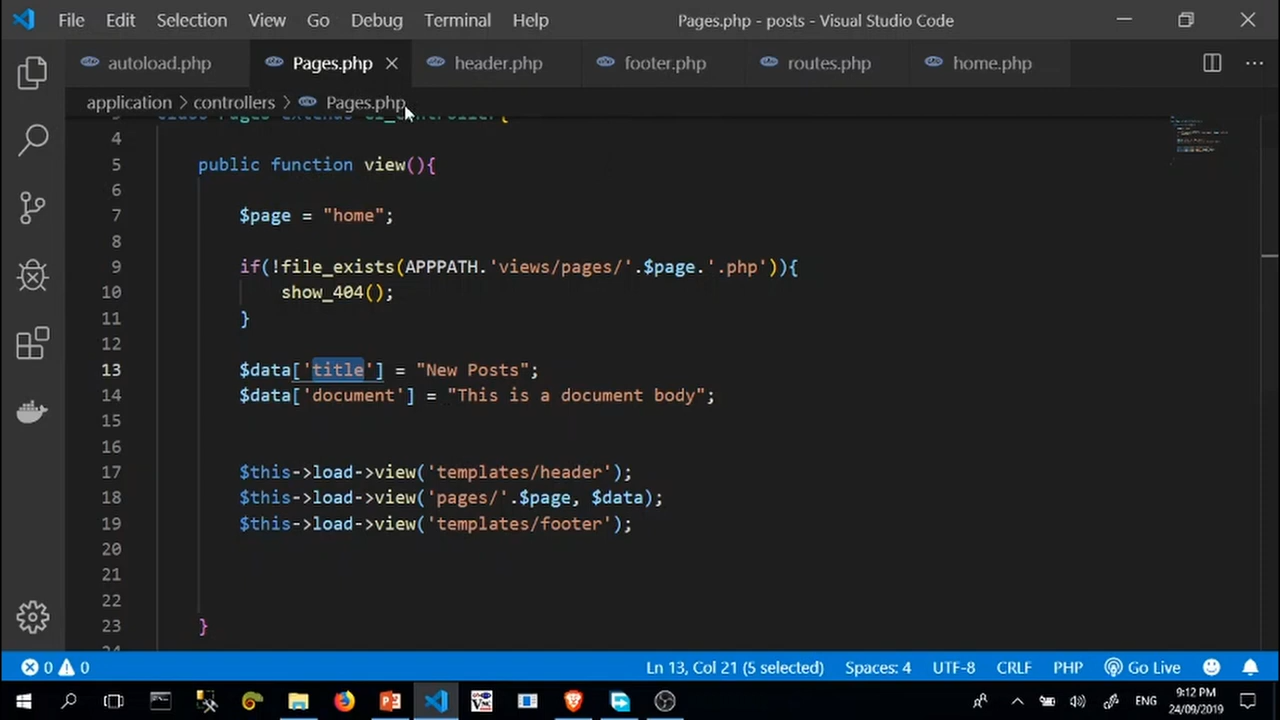 File Edit Selection View Go Debug Terminal Help Pages.php - posts - Visual Studio Code
autoload.php Pages.php header.php footer.php routes.php home.php
application > controllers > Pages.php
class Pages extends CI_Controller{
4
5 public function view(){
6
7 $page = "home";
8
9 if(!file_exists(APPPATH.'views/pages/'.$page.'.php')){
10 show_404();
11 }
12
13 $data['title'] = "New Posts";
14 $data['document'] = "This is a document body";
15
16
17 $this->load->view('templates/header');
18 $this->load->view('pages/'.$page, $data);
19 $this->load->view('templates/footer');
20
21
22
23 }
0 0 Ln 13, Col 21 (5 selected) Spaces: 4 UTF-8 CRLF PHP Go Live
ENG 9:12 PM
24/09/2019